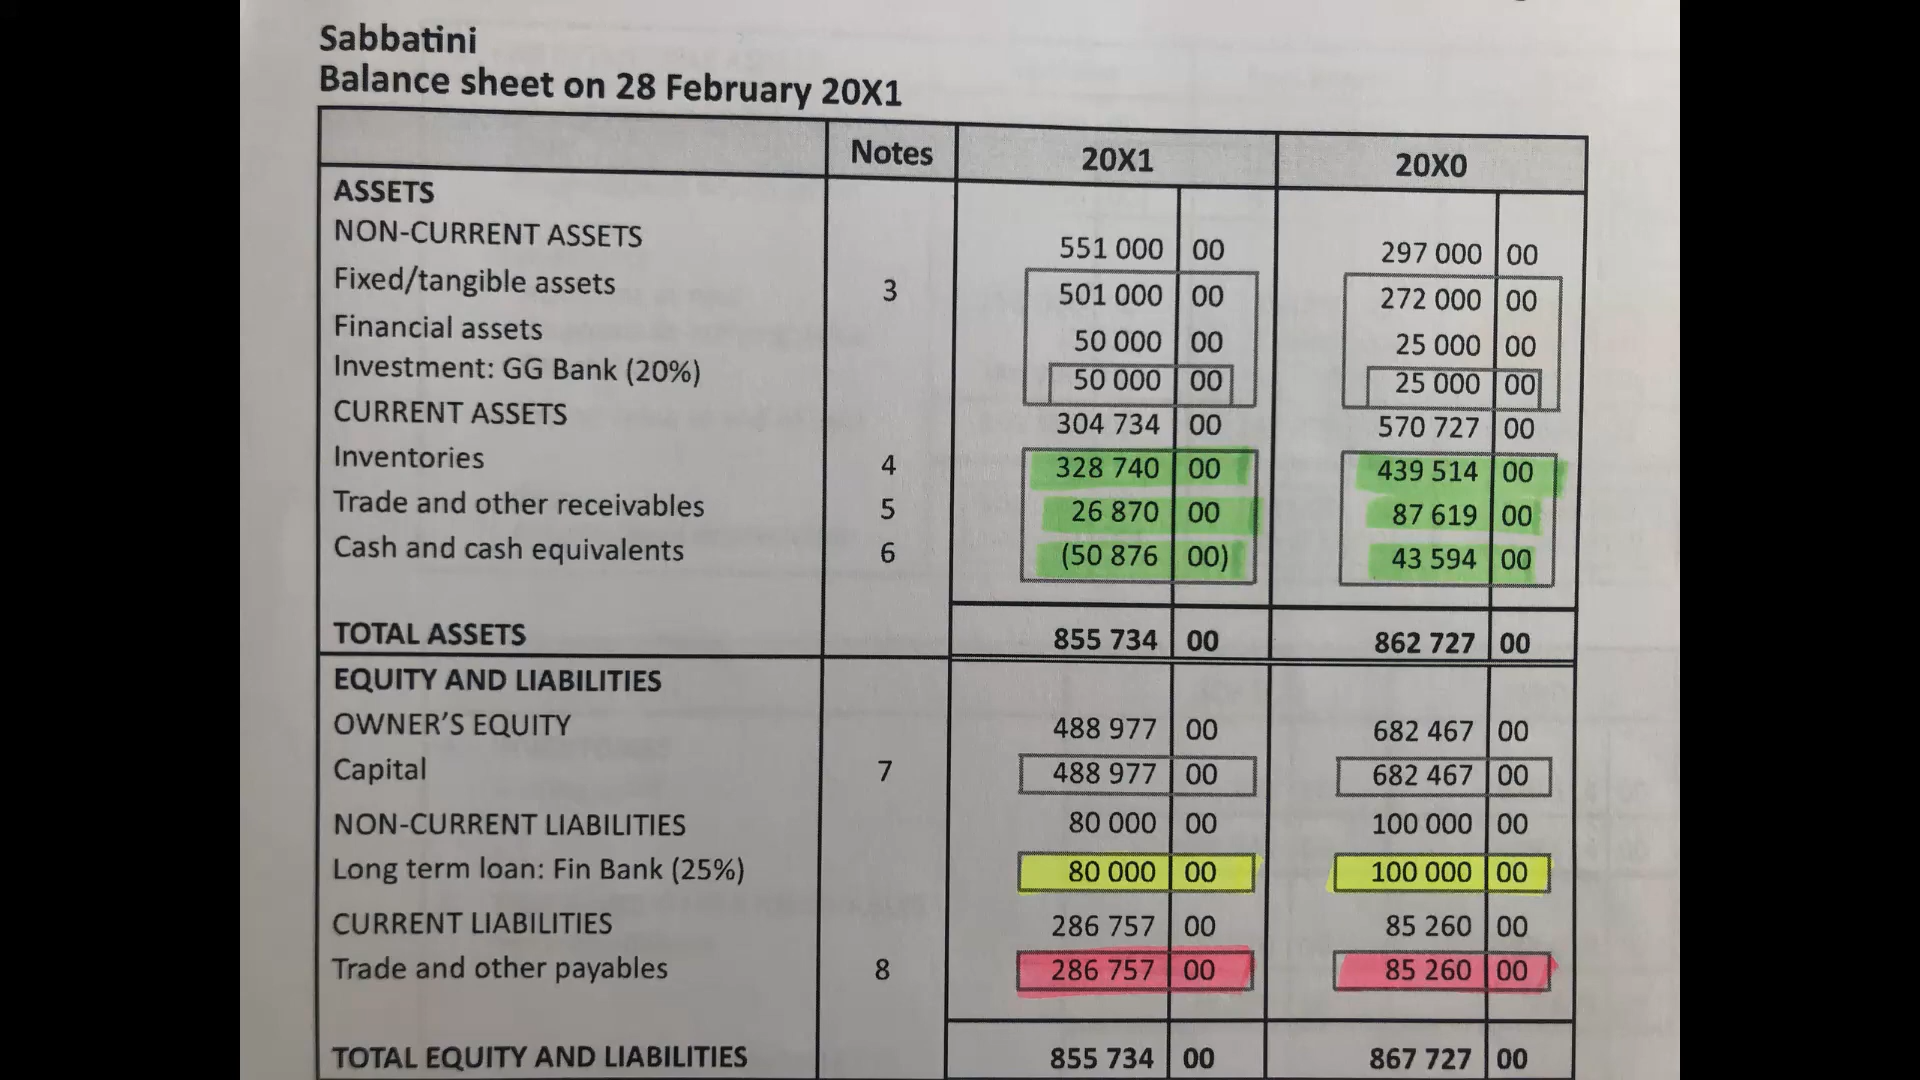 Sabbatini
Balance sheet on 28 February 20X1
Notes 20X1 20X0
ASSETS
NON-CURRENT ASSETS 551 000 00 297 000 00
Fixed/tangible assets 3 501 000 00 272 000 00
Financial assets 50 000 00 25 000 00
Investment: GG Bank (20%) 50 000 00 25 000 00
CURRENT ASSETS 304 734 00 570 727 00
Inventories 4 328 740 00 439 514 00
Trade and other receivables 5 26 870 00 87 619 00
Cash and cash equivalents 6 (50 876 00) 43 594 00
TOTAL ASSETS 855 734 00 862 727 00
EQUITY AND LIABILITIES
OWNER'S EQUITY 488 977 00 682 467 00
Capital 7 488 977 00 682 467 00
NON-CURRENT LIABILITIES 80 000 00 100 000 00
Long term loan: Fin Bank (25%) 80 000 00 100 000 00
CURRENT LIABILITIES 286 757 00 85 260 00
Trade and other payables 8 286 757 00 85 260 00
TOTAL EQUITY AND LIABILITIES 855 734 00 867 727 00